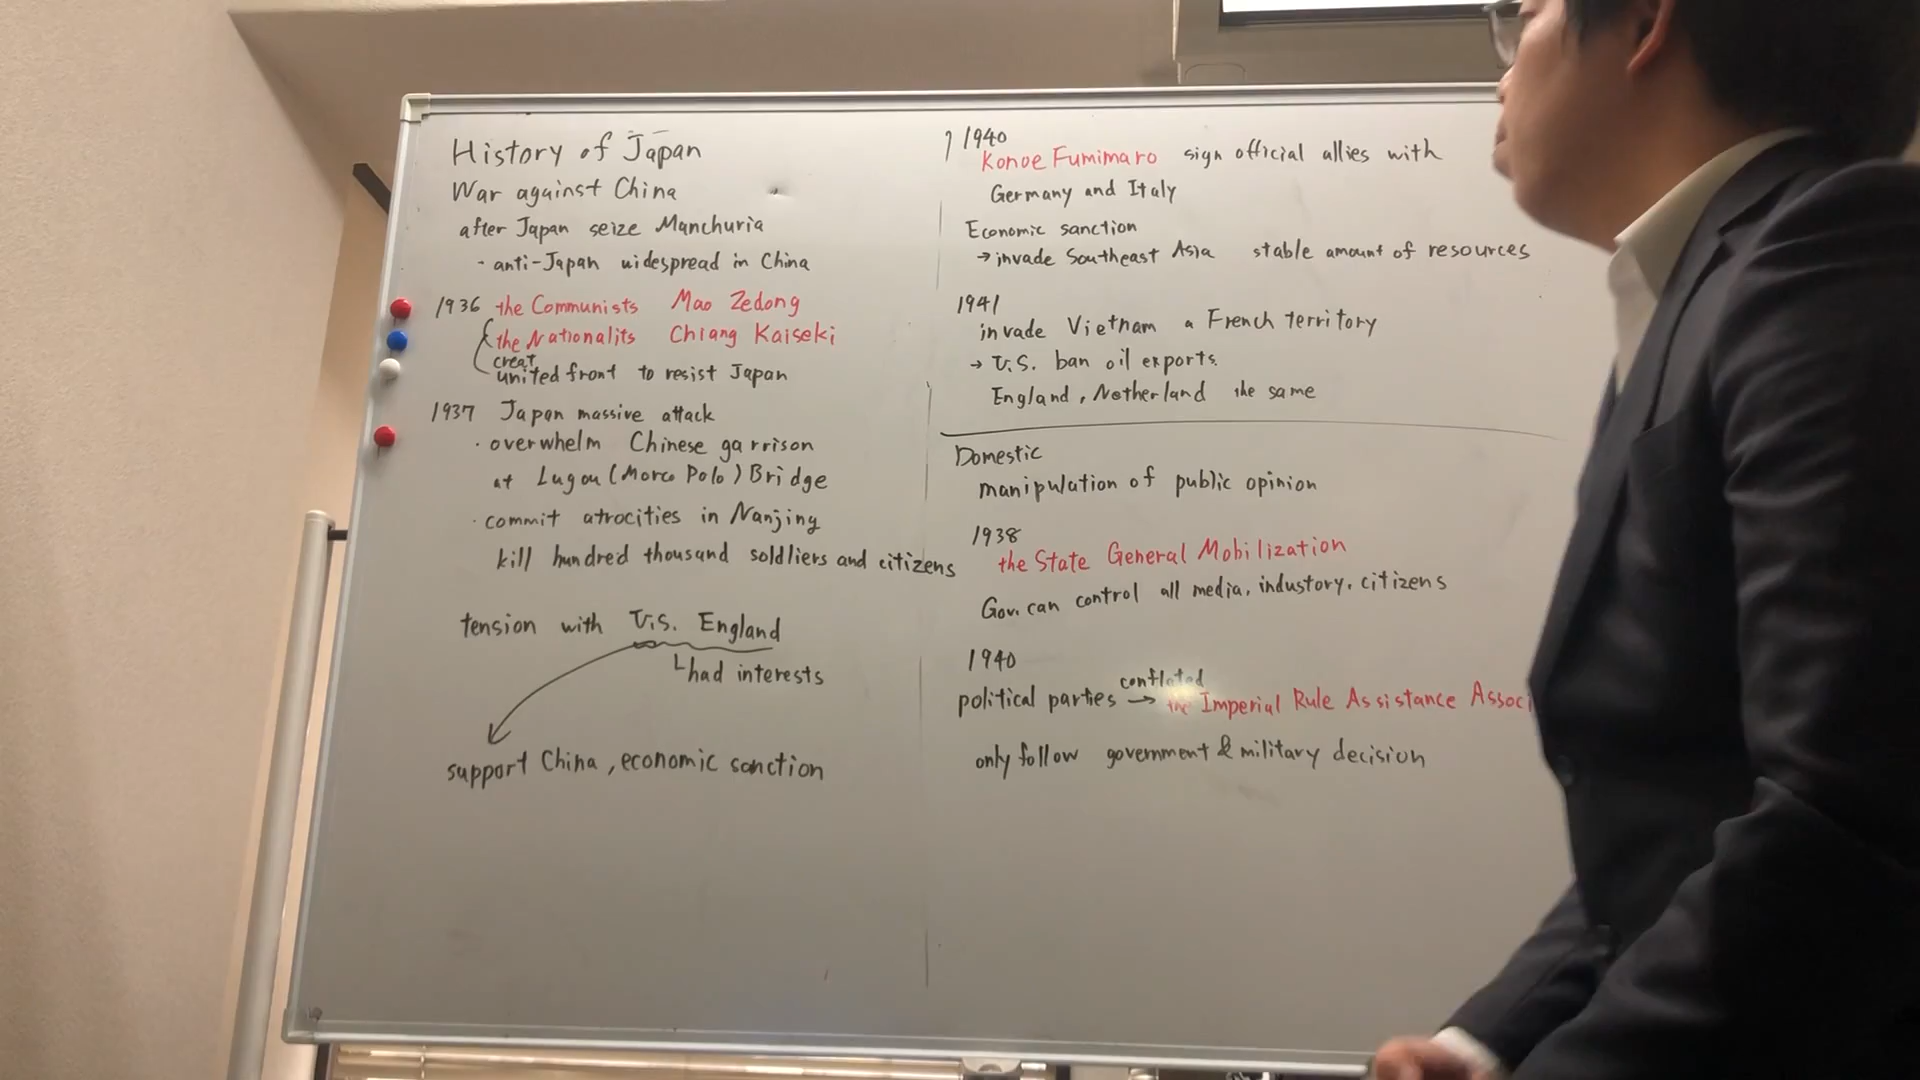 History of Japan
War against China
after Japan seize Manchuria
- anti-Japan widespread in China
1936 the Communists Mao Zedong
the Nationalits Chiang Kaiseki
creat
united front to resist Japan
1937 Japan massive attack
· overwhelm Chinese garrison
at Lugou (Marco Polo) Bridge
· commit atrocities in Nanjing
kill hundred thousand soldliers and citizens
tension with U.S. England
had interests
support China, economic sanction
1940
Konoe Fumimaro sign official allies with
Germany and Italy
Economic sanction
→ invade Southeast Asia stable amount of resources
1941
invade Vietnam a French territory
→ U.S. ban oil exports.
England, Netherland the same
Domestic
manipulation of public opinion
1938
the State General Mobilization
Gov. can control all media, industory, citizens
1940
conflated
political parties → the Imperial Rule Assistance Associ
only follow government & military decision